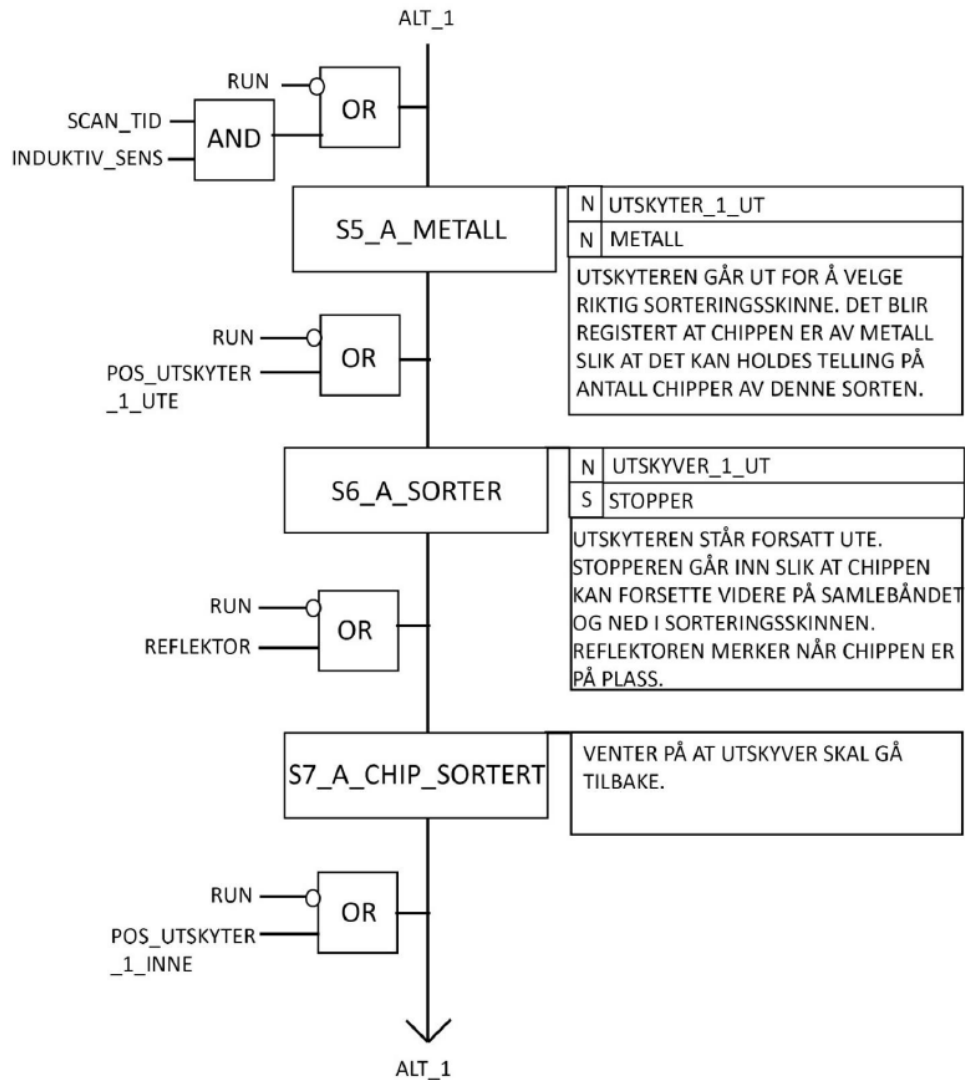 ALT_1
RUN
OR
SCAN_TID
AND
INDUKTIV_SENS
S5_A_METALL
N UTSKYTER_1_UT
N METALL
UTSKYTEREN GÅR UT FOR Å VELGE
RIKTIG SORTERINGSSKINNE. DET BLIR
REGISTERT AT CHIPPEN ER AV METALL
SLIK AT DET KAN HOLDES TELLING PÅ
ANTALL CHIPPER AV DENNE SORTEN.
RUN
OR
POS_UTSKYTER
_1_UTE
S6_A_SORTER
N UTSKYVER_1_UT
S STOPPER
UTSKYTEREN STÅR FORSATT UTE.
STOPPEREN GÅR INN SLIK AT CHIPPEN
KAN FORSETTE VIDERE PÅ SAMLEBÅNDET
OG NED I SORTERINGSSKINNEN.
REFLEKTOREN MERKER NÅR CHIPPEN ER
PÅ PLASS.
RUN
OR
REFLEKTOR
S7_A_CHIP_SORTERT
VENTER PÅ AT UTSKYVER SKAL GÅ
TILBAKE.
RUN
OR
POS_UTSKYTER
_1_INNE
ALT_1